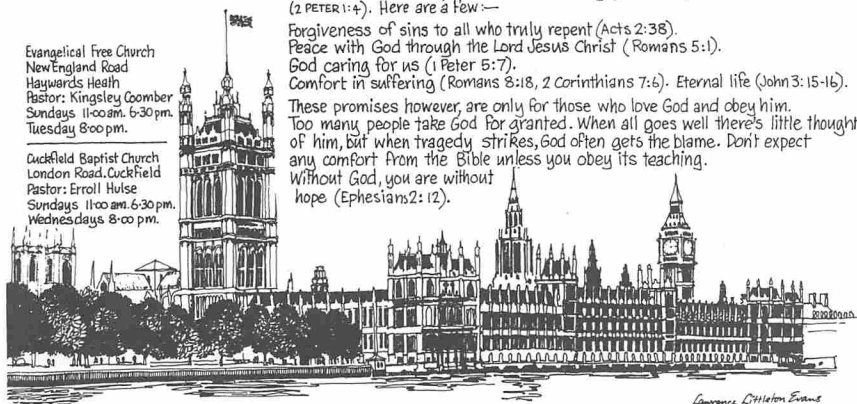 (2 PETER 1:4). Here are a few:—
Forgiveness of sins to all who truly repent (Acts 2:38).
Peace with God through the Lord Jesus Christ (Romans 5:1).
God caring for us (1 Peter 5:7).
Comfort in suffering (Romans 8:18, 2 Corinthians 7:6). Eternal life (John 3:15-16).
These promises however, are only for those who love God and obey him.
Too many people take God for granted. When all goes well there's little thought
of him, but when tragedy strikes, God often gets the blame. Don't expect
any comfort from the Bible unless you obey its teaching.
Without God, you are without
hope (Ephesians 2:12).
Evangelical Free Church
New England Road
Haywards Heath
Pastor: Kingsley Coomber
Sundays 11·00 am. 6·30 pm.
Tuesday 8·00 pm.
Cuckfield Baptist Church
London Road. Cuckfield
Pastor: Erroll Hulse
Sundays 11·00 am. 6·30 pm.
Wednesdays 8·00 pm.
Lawrence Littleton Evans